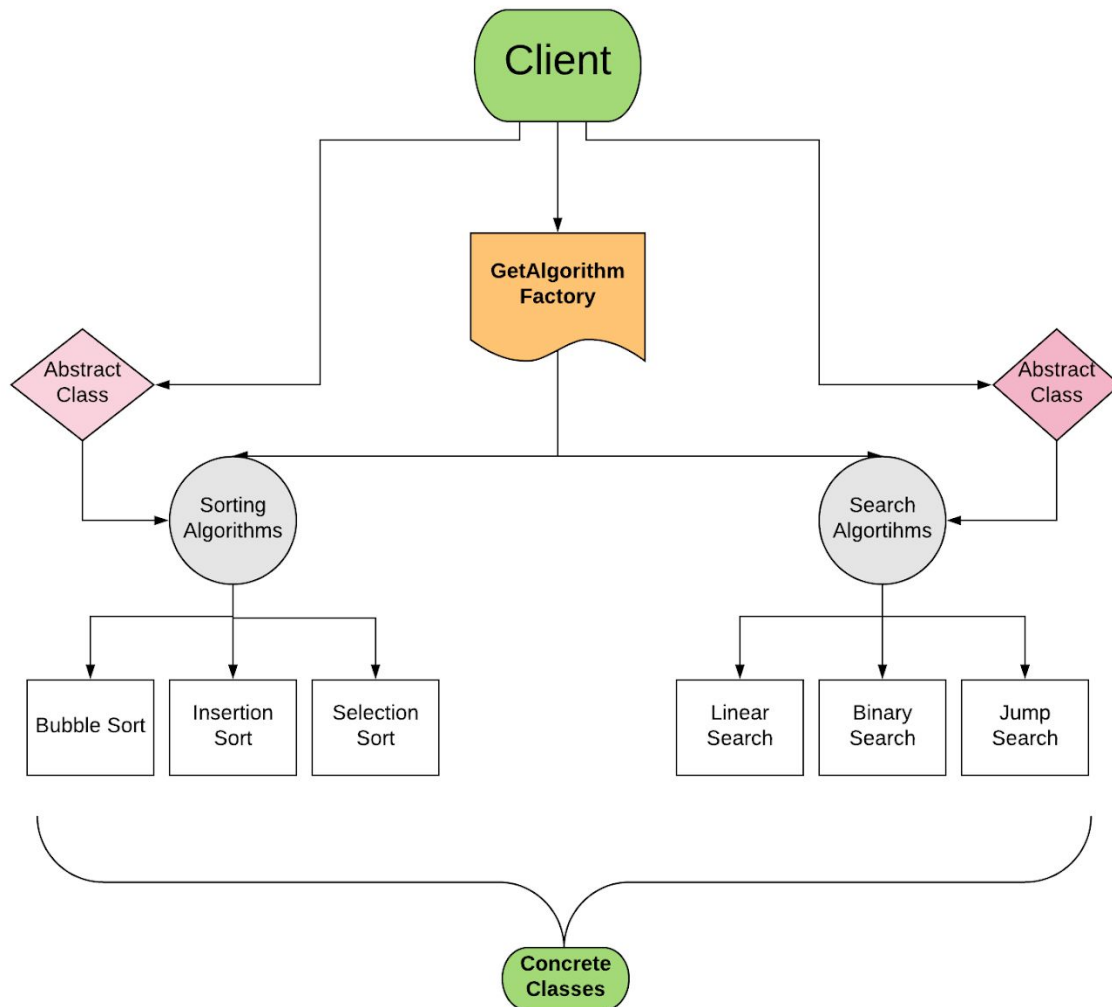 Client
GetAlgorithm
Factory
Abstract
Class
Abstract
Class
Sorting
Algorithms
Search
Algortihms
Bubble Sort
Insertion
Sort
Selection
Sort
Linear
Search
Binary
Search
Jump
Search
Concrete
Classes